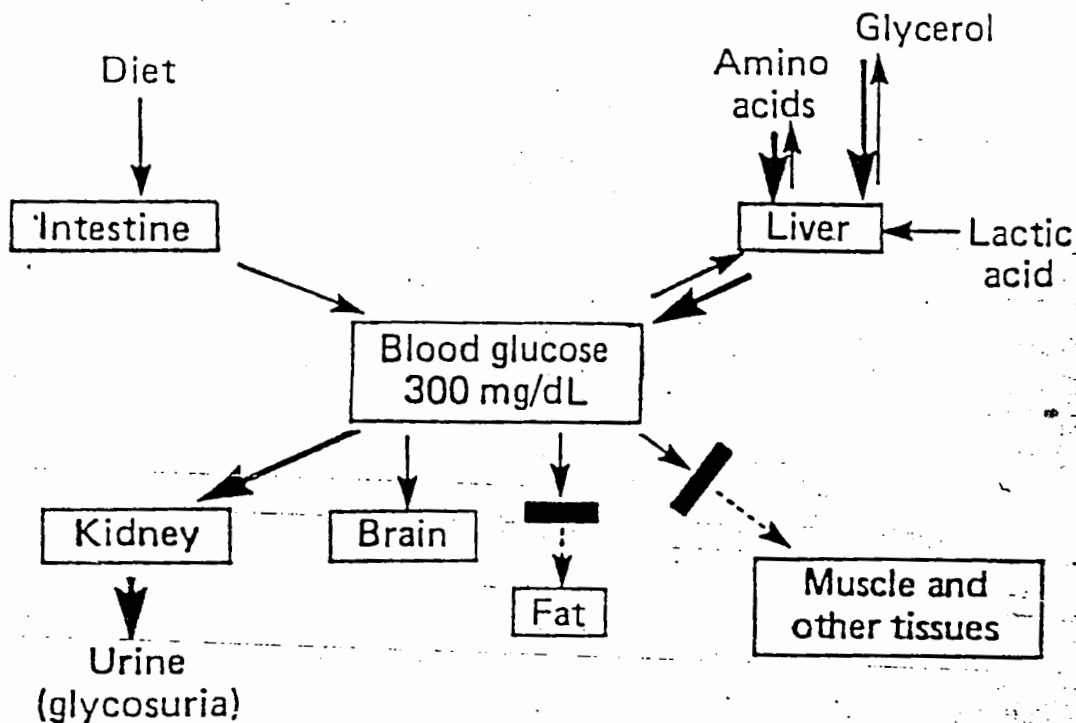 Diet
Glycerol
Amino
acids
Intestine
Liver
Lactic
acid
Blood glucose
300 mg/dL
Kidney
Brain
Fat
Muscle and
other tissues
Urine
(glycosuria)